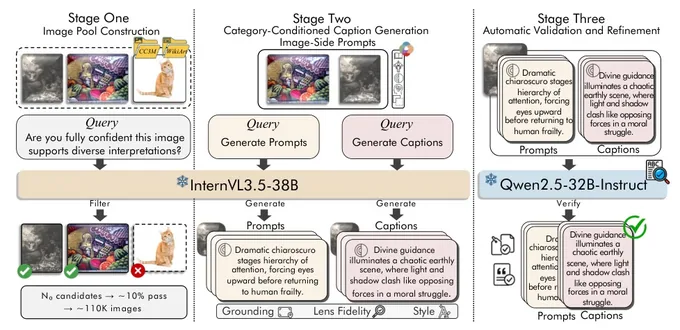 Stage One
Image Pool Construction
CC3M
WikiArt
Query
Are you fully confident this image
supports diverse interpretations?
InternVL3.5-38B
Filter
N₀ candidates → ~10% pass
→ ~110K images
Stage Two
Category-Conditioned Caption Generation
Image-Side Prompts
Query
Generate Prompts
Query
Generate Captions
Generate
Generate
Prompts
Dramatic chiaroscuro
stages hierarchy of
attention, forcing eyes
upward before returning
to human frailty.
Captions
Divine guidance
illuminates a chaotic earthly
scene, where light and
shadow clash like opposing
forces in a moral struggle.
Grounding
Lens Fidelity
Style
Stage Three
Automatic Validation and Refinement
Dramatic
chiaroscuro stages
hierarchy of
attention, forcing
eyes upward
before returning to
human frailty.
Prompts
Divine guidance
illuminates a chaotic
earthly scene, where
light and shadow
clash like opposing
forces in a moral
struggle.
Captions
ABC
Qwen2.5-32B-Instruct
Verify
Divine guidance
illuminates a chaotic
earthly scene, where
light and shadow clash
like opposing forces
in a moral struggle.
Prompts
Captions